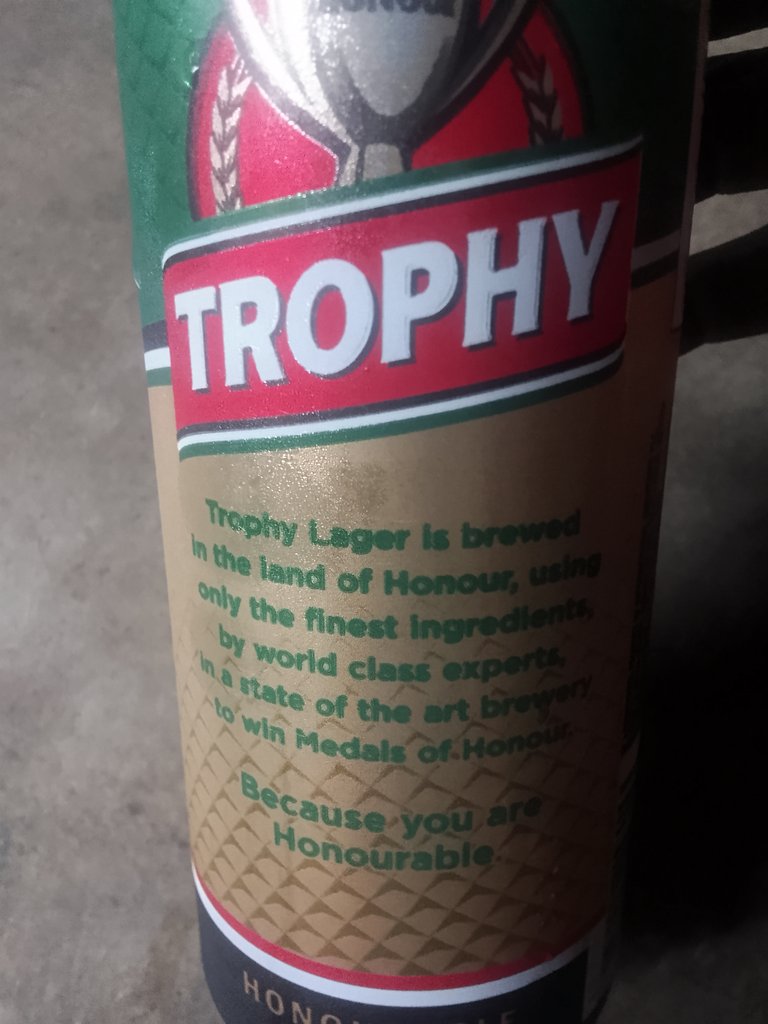 TROPHY
Trophy Lager is brewed
in the land of Honour, using
only the finest ingredients,
by world class experts,
in a state of the art brewery
to win Medals of Honour.
Because you are
Honourable